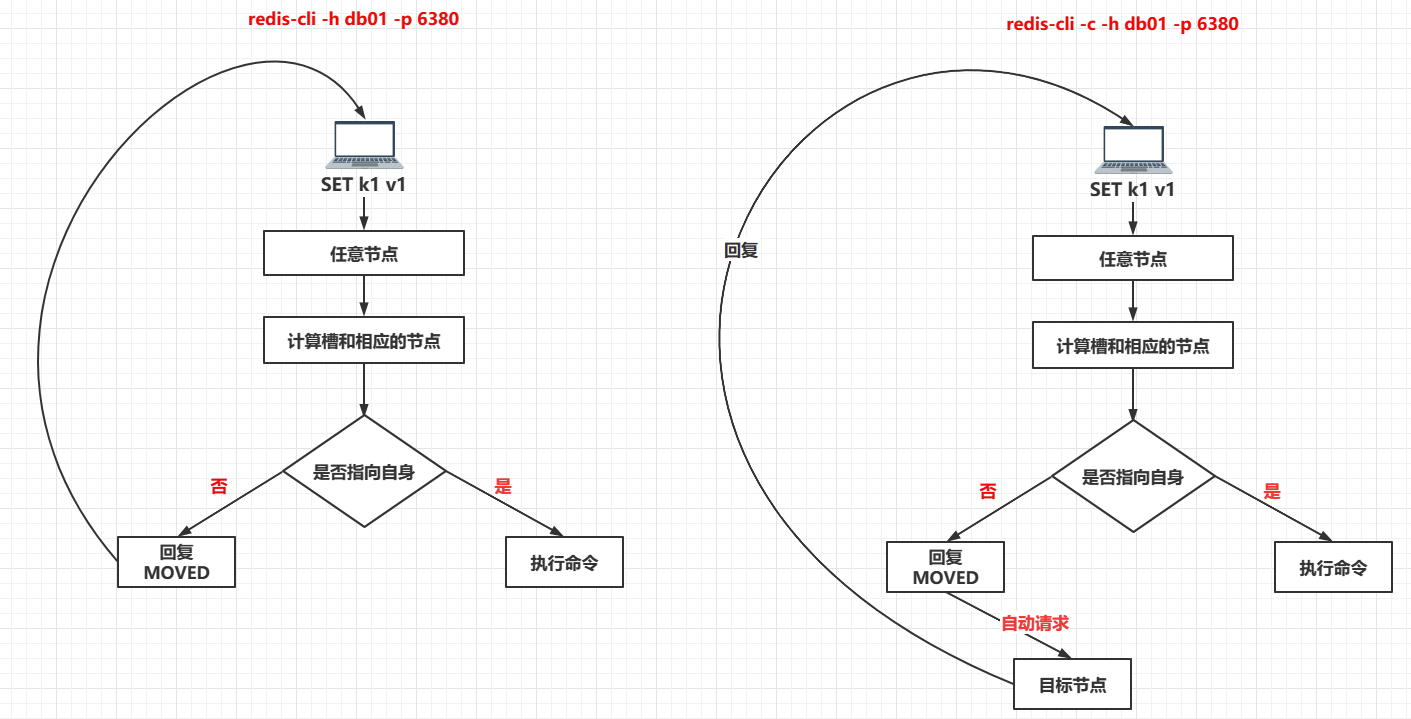 redis-cli -h db01 -p 6380
SET k1 v1
任意节点
计算槽和相应的节点
是否指向自身
否
是
回复
MOVED
执行命令
redis-cli -c -h db01 -p 6380
SET k1 v1
回复
任意节点
计算槽和相应的节点
是否指向自身
否
是
回复
MOVED
执行命令
自动请求
目标节点